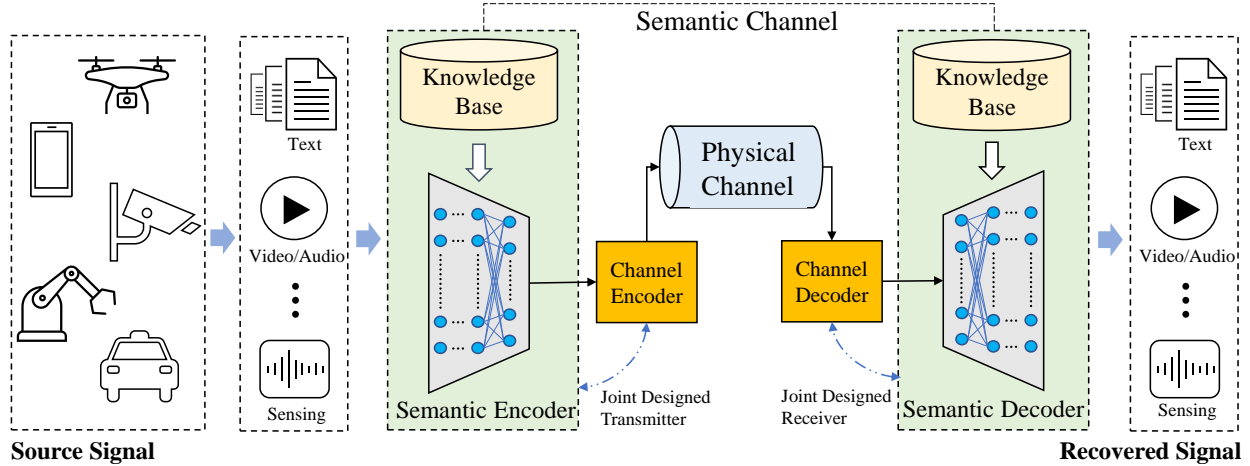 Semantic Channel
Knowledge
Base
Knowledge
Base
Text
Text
Physical
Channel
Video/Audio
Video/Audio
Channel
Encoder
Channel
Decoder
Joint Designed
Transmitter
Joint Designed
Receiver
Sensing
Semantic Encoder
Semantic Decoder
Sensing
Source Signal
Recovered Signal